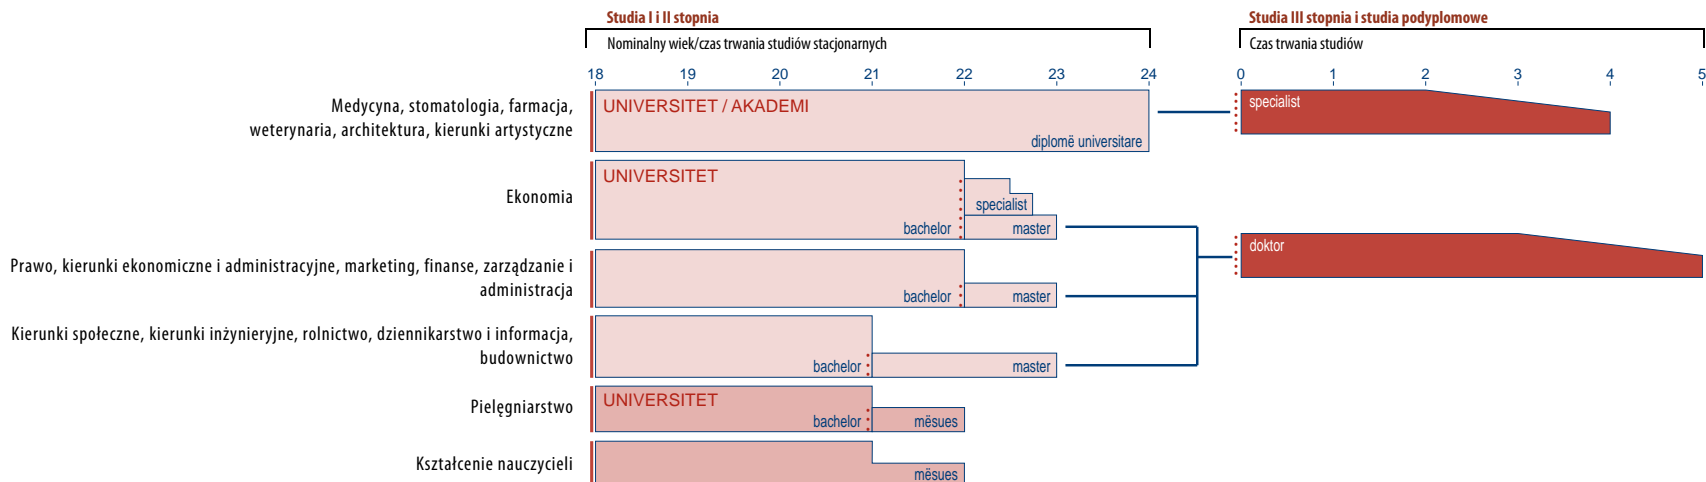 Studia I i II stopnia
Studia III stopnia i studia podyplomowe
Nominalny wiek/czas trwania studiów stacjonarnych
Czas trwania studiów
18 19 20 21 22 23 24
0 1 2 3 4 5
Medycyna, stomatologia, farmacja,
weterynaria, architektura, kierunki artystyczne
UNIVERSITET / AKADEMI
diplomë universitare
specialist
Ekonomia
UNIVERSITET
specialist
bachelor
master
doktor
Prawo, kierunki ekonomiczne i administracyjne, marketing, finanse, zarządzanie i
administracja
bachelor
master
Kierunki społeczne, kierunki inżynieryjne, rolnictwo, dziennikarstwo i informacja,
budownictwo
bachelor
master
Pielęgniarstwo
UNIVERSITET
bachelor
mësues
Kształcenie nauczycieli
mësues